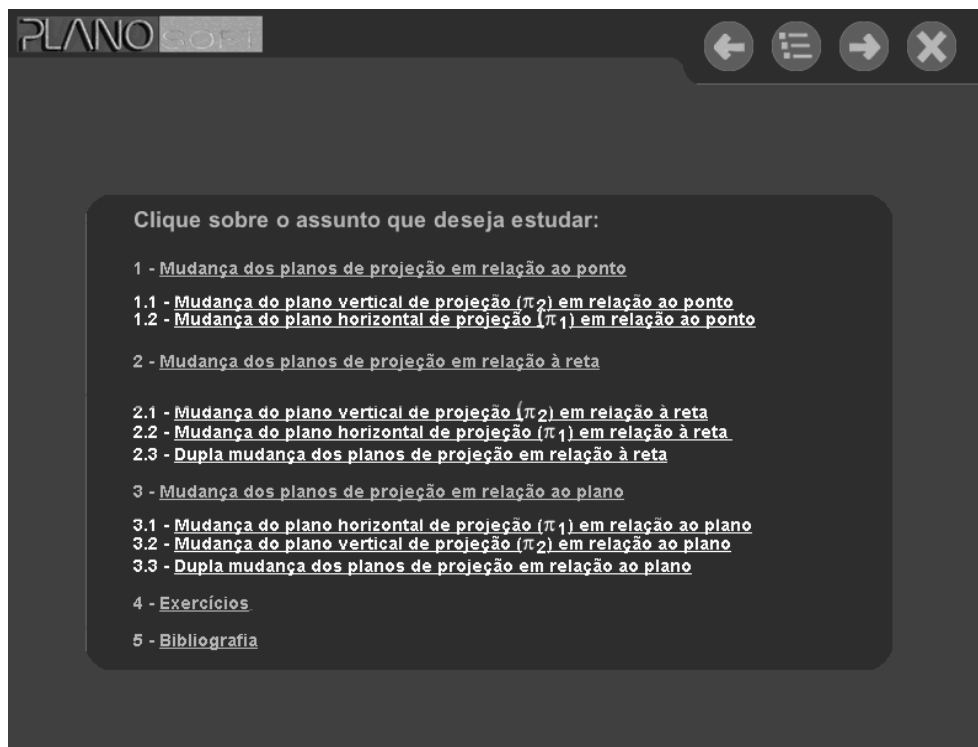 PLANO SOFT
Clique sobre o assunto que deseja estudar:
1 - Mudança dos planos de projeção em relação ao ponto
1.1 - Mudança do plano vertical de projeção (π2) em relação ao ponto
1.2 - Mudança do plano horizontal de projeção (π1) em relação ao ponto
2 - Mudança dos planos de projeção em relação à reta
2.1 - Mudança do plano vertical de projeção (π2) em relação à reta
2.2 - Mudança do plano horizontal de projeção (π1) em relação à reta
2.3 - Dupla mudança dos planos de projeção em relação à reta
3 - Mudança dos planos de projeção em relação ao plano
3.1 - Mudança do plano horizontal de projeção (π1) em relação ao plano
3.2 - Mudança do plano vertical de projeção (π2) em relação ao plano
3.3 - Dupla mudança dos planos de projeção em relação ao plano
4 - Exercícios
5 - Bibliografia